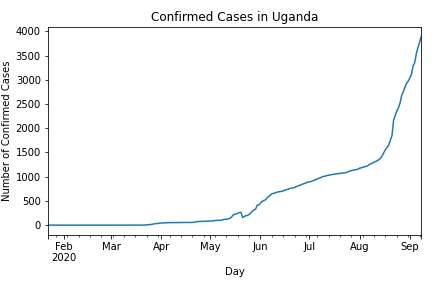 Confirmed Cases in Uganda
Number of Confirmed Cases
4000
3500
3000
2500
2000
1500
1000
500
0
Feb Mar Apr May Jun Jul Aug Sep
2020
Day